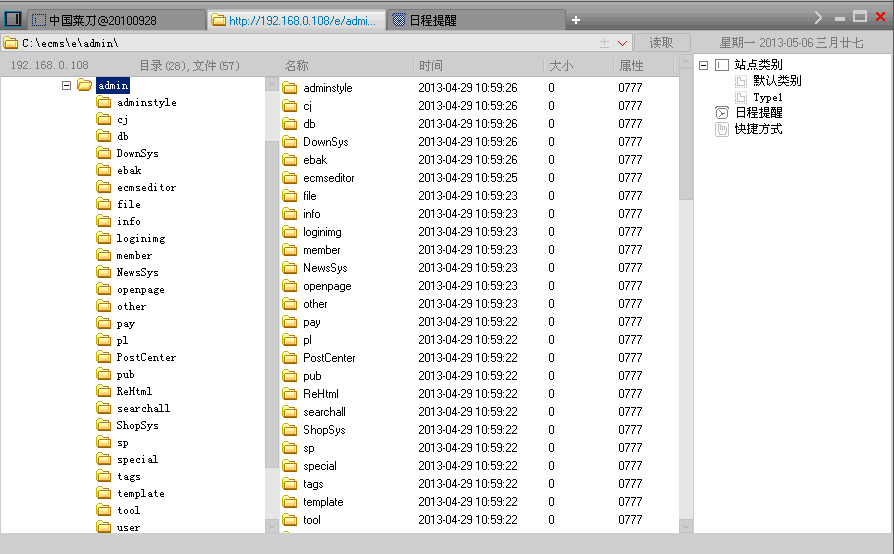 中国菜刀@20100928 http://192.168.0.108/e/admi... 日程提醒
C:\ecms\e\admin\ 读取 星期一 2013-05-06 三月廿七
192.168.0.108 目录(28),文件(57) 名称 时间 大小 属性
admin
adminstyle
cj
db
DownSys
ebak
ecmseditor
file
info
loginimg
member
NewsSys
openpage
other
pay
pl
PostCenter
pub
ReHtml
searchall
ShopSys
sp
special
tags
template
tool
user
adminstyle 2013-04-29 10:59:26 0 0777
cj 2013-04-29 10:59:26 0 0777
db 2013-04-29 10:59:26 0 0777
DownSys 2013-04-29 10:59:26 0 0777
ebak 2013-04-29 10:59:26 0 0777
ecmseditor 2013-04-29 10:59:25 0 0777
file 2013-04-29 10:59:23 0 0777
info 2013-04-29 10:59:23 0 0777
loginimg 2013-04-29 10:59:23 0 0777
member 2013-04-29 10:59:23 0 0777
NewsSys 2013-04-29 10:59:23 0 0777
openpage 2013-04-29 10:59:23 0 0777
other 2013-04-29 10:59:23 0 0777
pay 2013-04-29 10:59:22 0 0777
pl 2013-04-29 10:59:22 0 0777
PostCenter 2013-04-29 10:59:22 0 0777
pub 2013-04-29 10:59:22 0 0777
ReHtml 2013-04-29 10:59:22 0 0777
searchall 2013-04-29 10:59:22 0 0777
ShopSys 2013-04-29 10:59:22 0 0777
sp 2013-04-29 10:59:22 0 0777
special 2013-04-29 10:59:22 0 0777
tags 2013-04-29 10:59:22 0 0777
template 2013-04-29 10:59:22 0 0777
tool 2013-04-29 10:59:22 0 0777
站点类别
默认类别
Type1
日程提醒
快捷方式